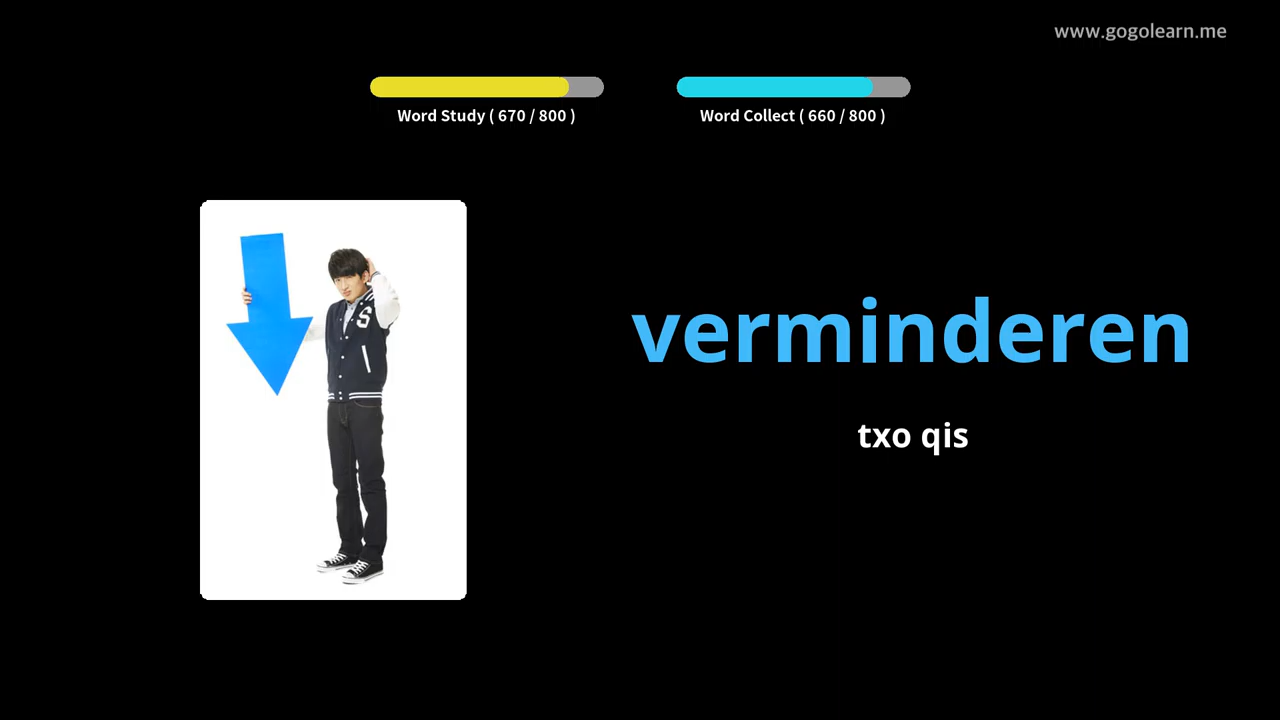 www.gogolearn.me
Word Study ( 670 / 800 )
Word Collect ( 660 / 800 )
S
verminderen
txo qis